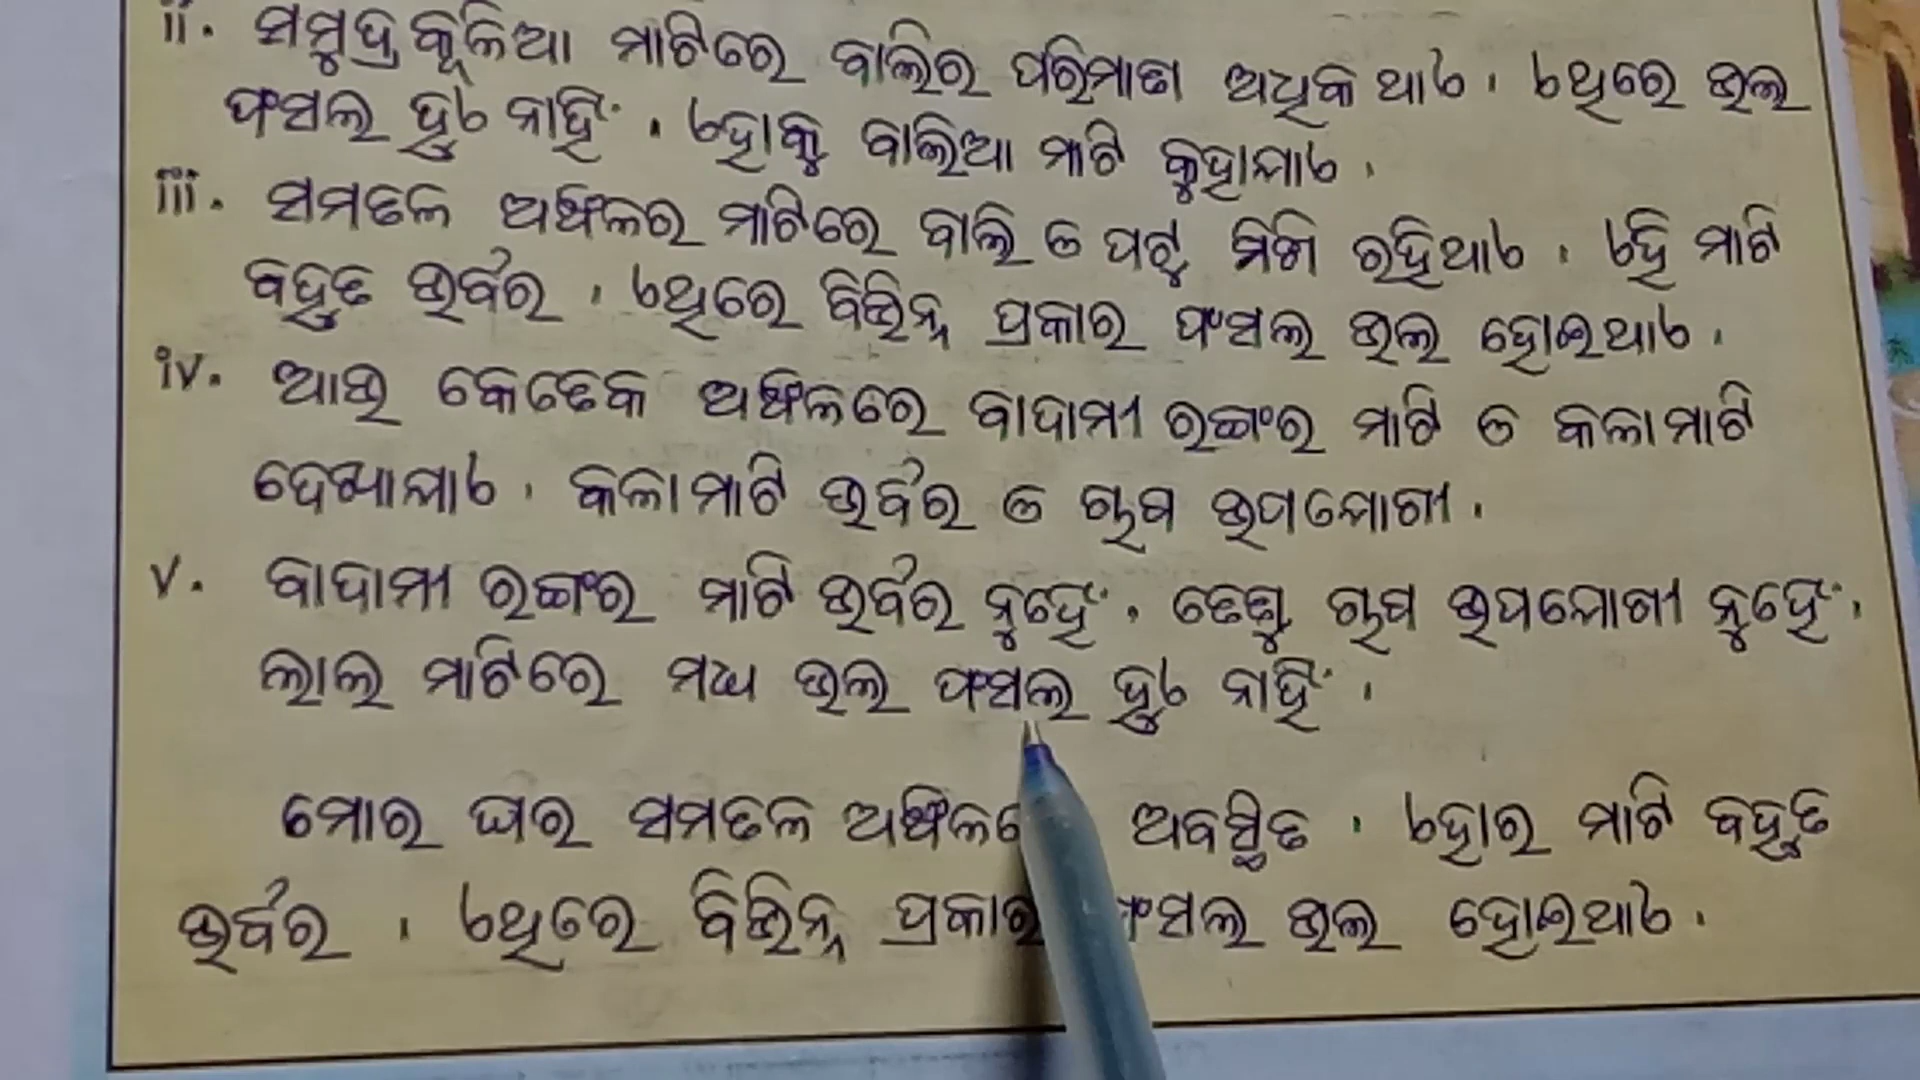 ii. ସମୁଦ୍ରକୂଳିଆ ମାଟିରେ ବାଲିର ପରିମାଣ ଅଧିକ ଥାଏ । ଏଥିରେ ଭଲ
ଫସଲ ହୁଏ ନାହିଁ । ଏହାକୁ ବାଲିଆ ମାଟି କୁହାଯାଏ ।
iii. ସମତଳ ଅଞ୍ଚଳର ମାଟିରେ ବାଲି ଓ ପଟୁ ମିଶି ରହିଥାଏ । ଏହି ମାଟି
ବହୁତ ଉର୍ବର । ଏଥିରେ ବିଭିନ୍ନ ପ୍ରକାର ଫସଲ ଭଲ ହୋଇଥାଏ ।
iv. ଆଉ କେତେକ ଅଞ୍ଚଳରେ ବାଦାମୀ ରଙ୍ଗର ମାଟି ଓ କଳାମାଟି
ଦେଖାଯାଏ । କଳାମାଟି ଉର୍ବର ଓ ଚାଷ ଉପଯୋଗୀ ।
v. ବାଦାମୀ ରଙ୍ଗର ମାଟି ଉର୍ବର ନୁହେଁ । ତେଣୁ ଚାଷ ଉପଯୋଗୀ ନୁହେଁ ।
ଲାଲ ମାଟିରେ ମଧ୍ୟ ଭଲ ଫସଲ ହୁଏ ନାହିଁ ।
ମୋର ଘର ସମତଳ ଅବସ୍ଥିତ । ଏହାର ମାଟି ବହୁତ
ଉର୍ବର । ଏଥିରେ ବିଭିନ୍ନ ପ୍ରକାର ଫସଲ ଭଲ ହୋଇଥାଏ ।